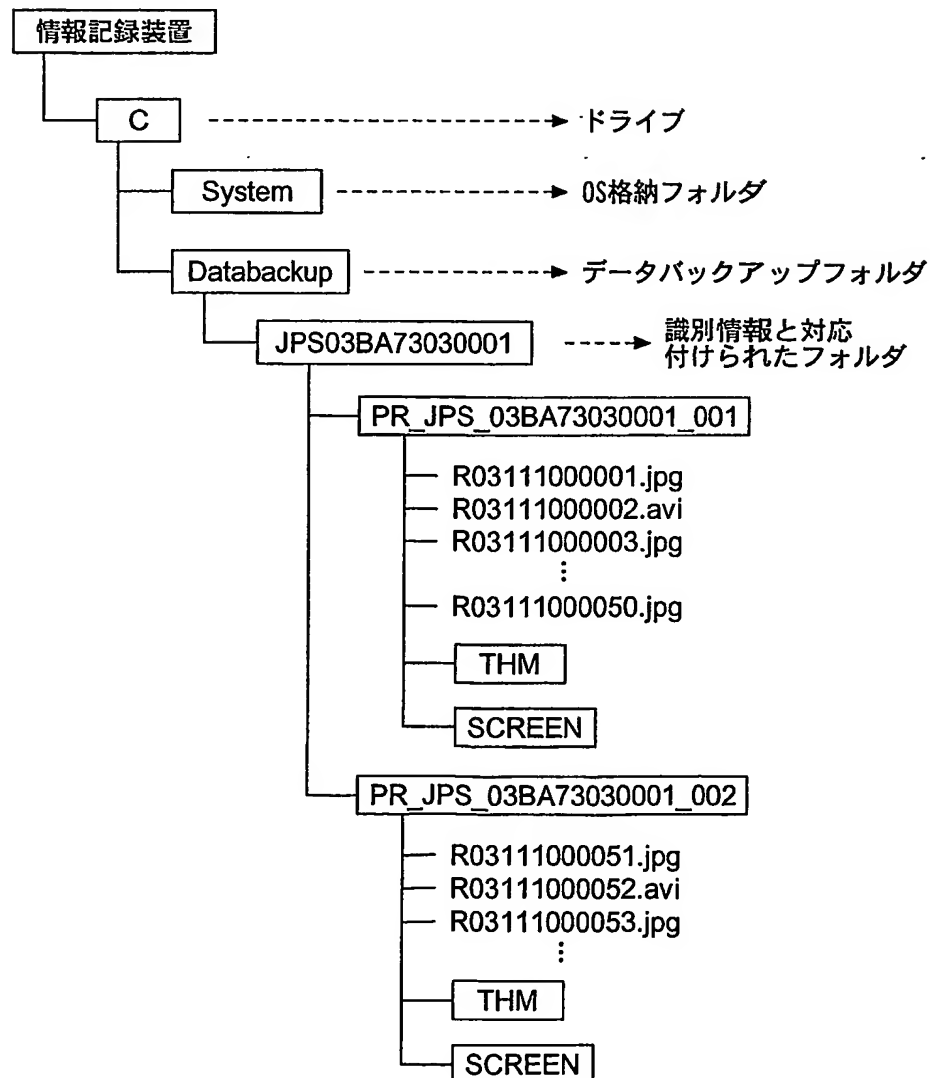 情報記録装置
C
ドライブ
System
OS格納フォルダ
Databackup
データバックアップフォルダ
JPS03BA73030001
識別情報と対応
付けられたフォルダ
PR_JPS_03BA73030001_001
R03111000001.jpg
R03111000002.avi
R03111000003.jpg
⋮
R03111000050.jpg
THM
SCREEN
PR_JPS_03BA73030001_002
R03111000051.jpg
R03111000052.avi
R03111000053.jpg
⋮
THM
SCREEN